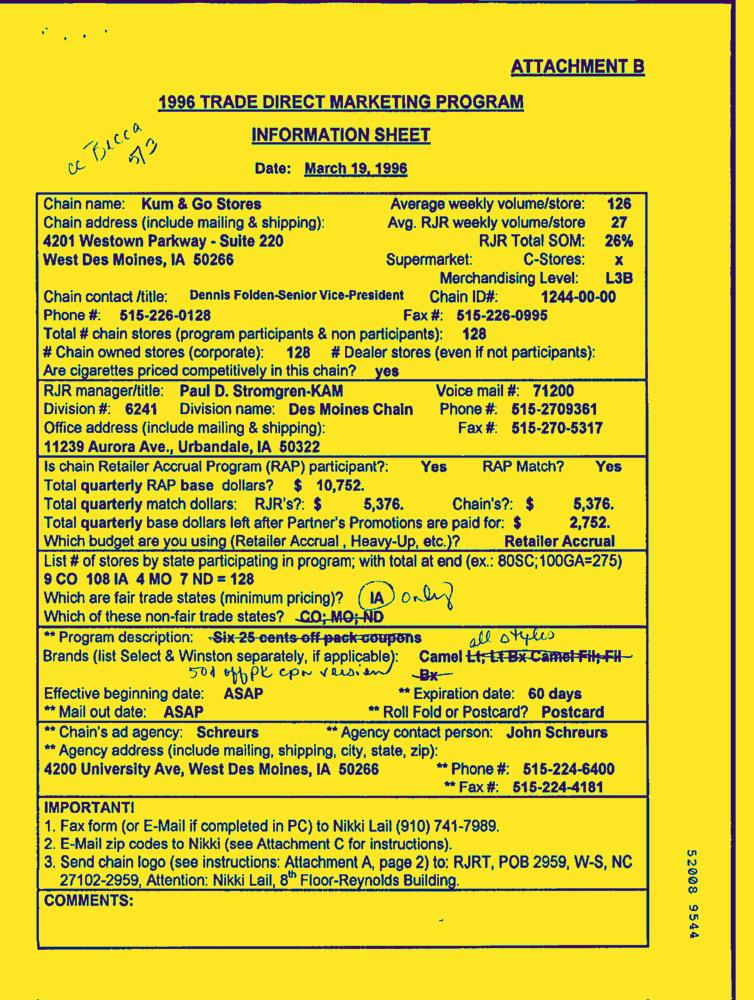 ATTACHMENT B
1996 TRADE DIRECT MARKETING PROGRAM
INFORMATION SHEET
cc Becca
5/3
Date: March 19, 1996
Chain name: Kum & Go Stores Average weekly volume/store: 126
Chain address (include mailing & shipping): Avg. RJR weekly volume/store 27
4201 Westown Parkway - Suite 220 RJR Total SOM: 26%
West Des Moines, IA 50266 Supermarket: C-Stores: x
Merchandising Level: L3B
Chain contact /title: Dennis Folden-Senior Vice-President Chain ID#: 1244-00-00
Phone #: 515-226-0128 Fax #: 515-226-0995
Total # chain stores (program participants & non participants): 128
# Chain owned stores (corporate): 128 # Dealer stores (even if not participants):
Are cigarettes priced competitively in this chain? yes
RJR manager/title: Paul D. Stromgren-KAM Voice mail #: 71200
Division #: 6241 Division name: Des Moines Chain Phone #: 515-2709361
Office address (include mailing & shipping): Fax #: 515-270-5317
11239 Aurora Ave., Urbandale, IA 50322
Is chain Retailer Accrual Program (RAP) participant?: Yes RAP Match? Yes
Total quarterly RAP base dollars? $ 10,752.
Total quarterly match dollars: RJR's?: $ 5,376. Chain's?: $ 5,376.
Total quarterly base dollars left after Partner's Promotions are paid for: $ 2,752.
Which budget are you using (Retailer Accrual , Heavy-Up, etc.)? Retailer Accrual
List # of stores by state participating in program; with total at end (ex.: 80SC;100GA=275)
9 CO 108 IA 4 MO 7 ND = 128
Which are fair trade states (minimum pricing)? IA only
Which of these non-fair trade states? CO; MO; ND
** Program description: Six 25 cents off pack coupons all styles
Brands (list Select & Winston separately, if applicable): Camel Lt; Lt Bx Camel Fil; Fil
50¢ off pk cpn version Bx
Effective beginning date: ASAP ** Expiration date: 60 days
** Mail out date: ASAP ** Roll Fold or Postcard? Postcard
** Chain's ad agency: Schreurs ** Agency contact person: John Schreurs
** Agency address (include mailing, shipping, city, state, zip):
4200 University Ave, West Des Moines, IA 50266 ** Phone #: 515-224-6400
** Fax #: 515-224-4181
IMPORTANT!
1. Fax form (or E-Mail if completed in PC) to Nikki Lail (910) 741-7989.
2. E-Mail zip codes to Nikki (see Attachment C for instructions).
3. Send chain logo (see instructions: Attachment A, page 2) to: RJRT, POB 2959, W-S, NC
27102-2959, Attention: Nikki Lail, 8th Floor-Reynolds Building.
COMMENTS:
52008 9544